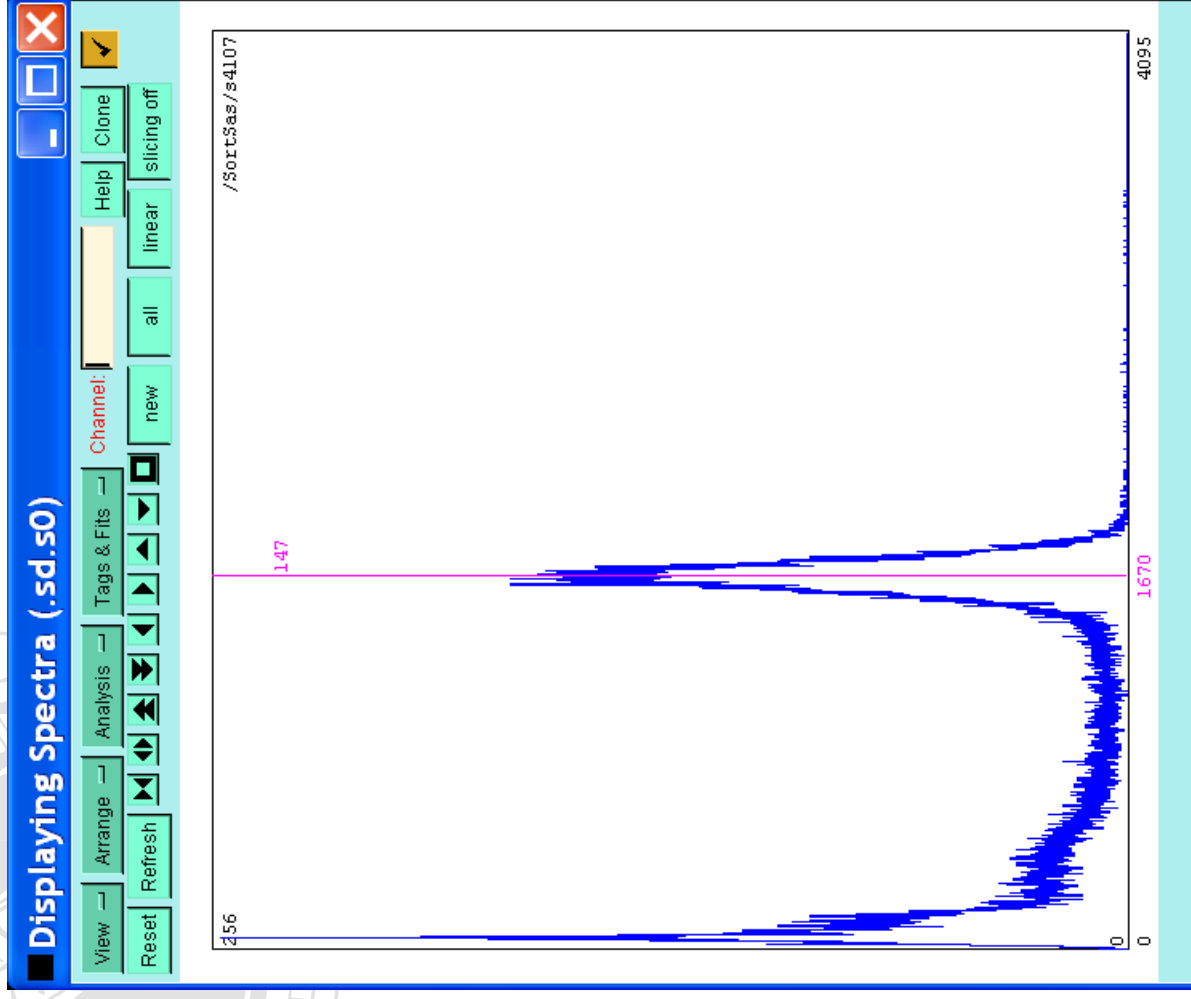 Displaying Spectra (.sd.s0)
View Arrange Analysis Tags & Fits Channel: Help Clone
Reset Refresh new all linear slicing off
256 /SortSas/s4107
147
0
0 1670 4095